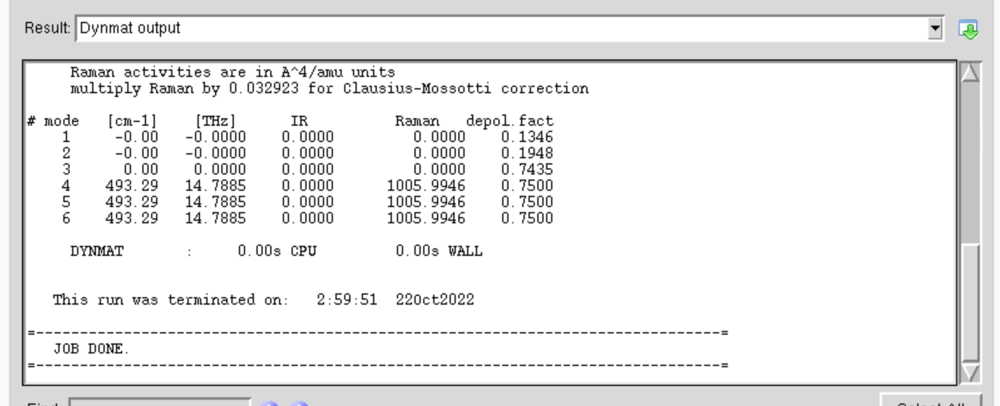 Result: Dynmat output
Raman activities are in A^4/amu units
multiply Raman by 0.032923 for Clausius-Mossotti correction
# mode [cm-1] [THz] IR Raman depol.fact
1 -0.00 -0.0000 0.0000 0.0000 0.1346
2 -0.00 -0.0000 0.0000 0.0000 0.1948
3 0.00 0.0000 0.0000 0.0000 0.7435
4 493.29 14.7885 0.0000 1005.9946 0.7500
5 493.29 14.7885 0.0000 1005.9946 0.7500
6 493.29 14.7885 0.0000 1005.9946 0.7500
DYNMAT : 0.00s CPU 0.00s WALL
This run was terminated on: 2:59:51 22Oct2022
=------------------------------------------------------------------------------=
JOB DONE.
=------------------------------------------------------------------------------=
Find: Select All